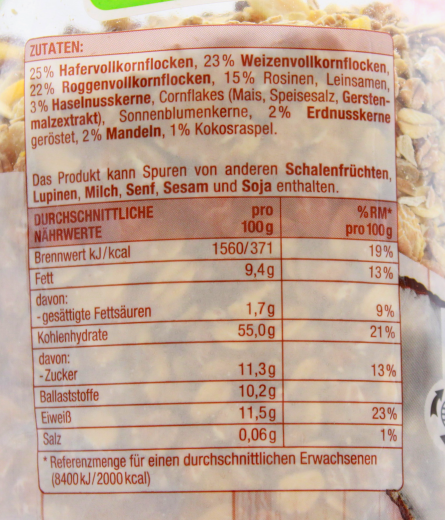 ZUTATEN:
25% Hafervollkornflocken, 23% Weizenvollkornflocken,
22% Roggenvollkornflocken, 15% Rosinen, Leinsamen,
3% Haselnusskerne, Cornflakes (Mais, Speisesalz, Gersten-
malzextrakt), Sonnenblumenkerne, 2% Erdnusskerne
geröstet, 2% Mandeln, 1% Kokosraspel.
Das Produkt kann Spuren von anderen Schalenfrüchten,
Lupinen, Milch, Senf, Sesam und Soja enthalten.
DURCHSCHNITTLICHE pro %RM*
NÄHRWERTE 100g pro 100g
Brennwert kJ/kcal 1560/371 19%
Fett 9,4g 13%
davon:
-gesättigte Fettsäuren 1,7g 9%
Kohlenhydrate 55,0g 21%
davon:
-Zucker 11,3g 13%
Ballaststoffe 10,2g
Eiweiß 11,5g 23%
Salz 0,06g 1%
*Referenzmenge für einen durchschnittlichen Erwachsenen
(8400kJ/2000kcal)